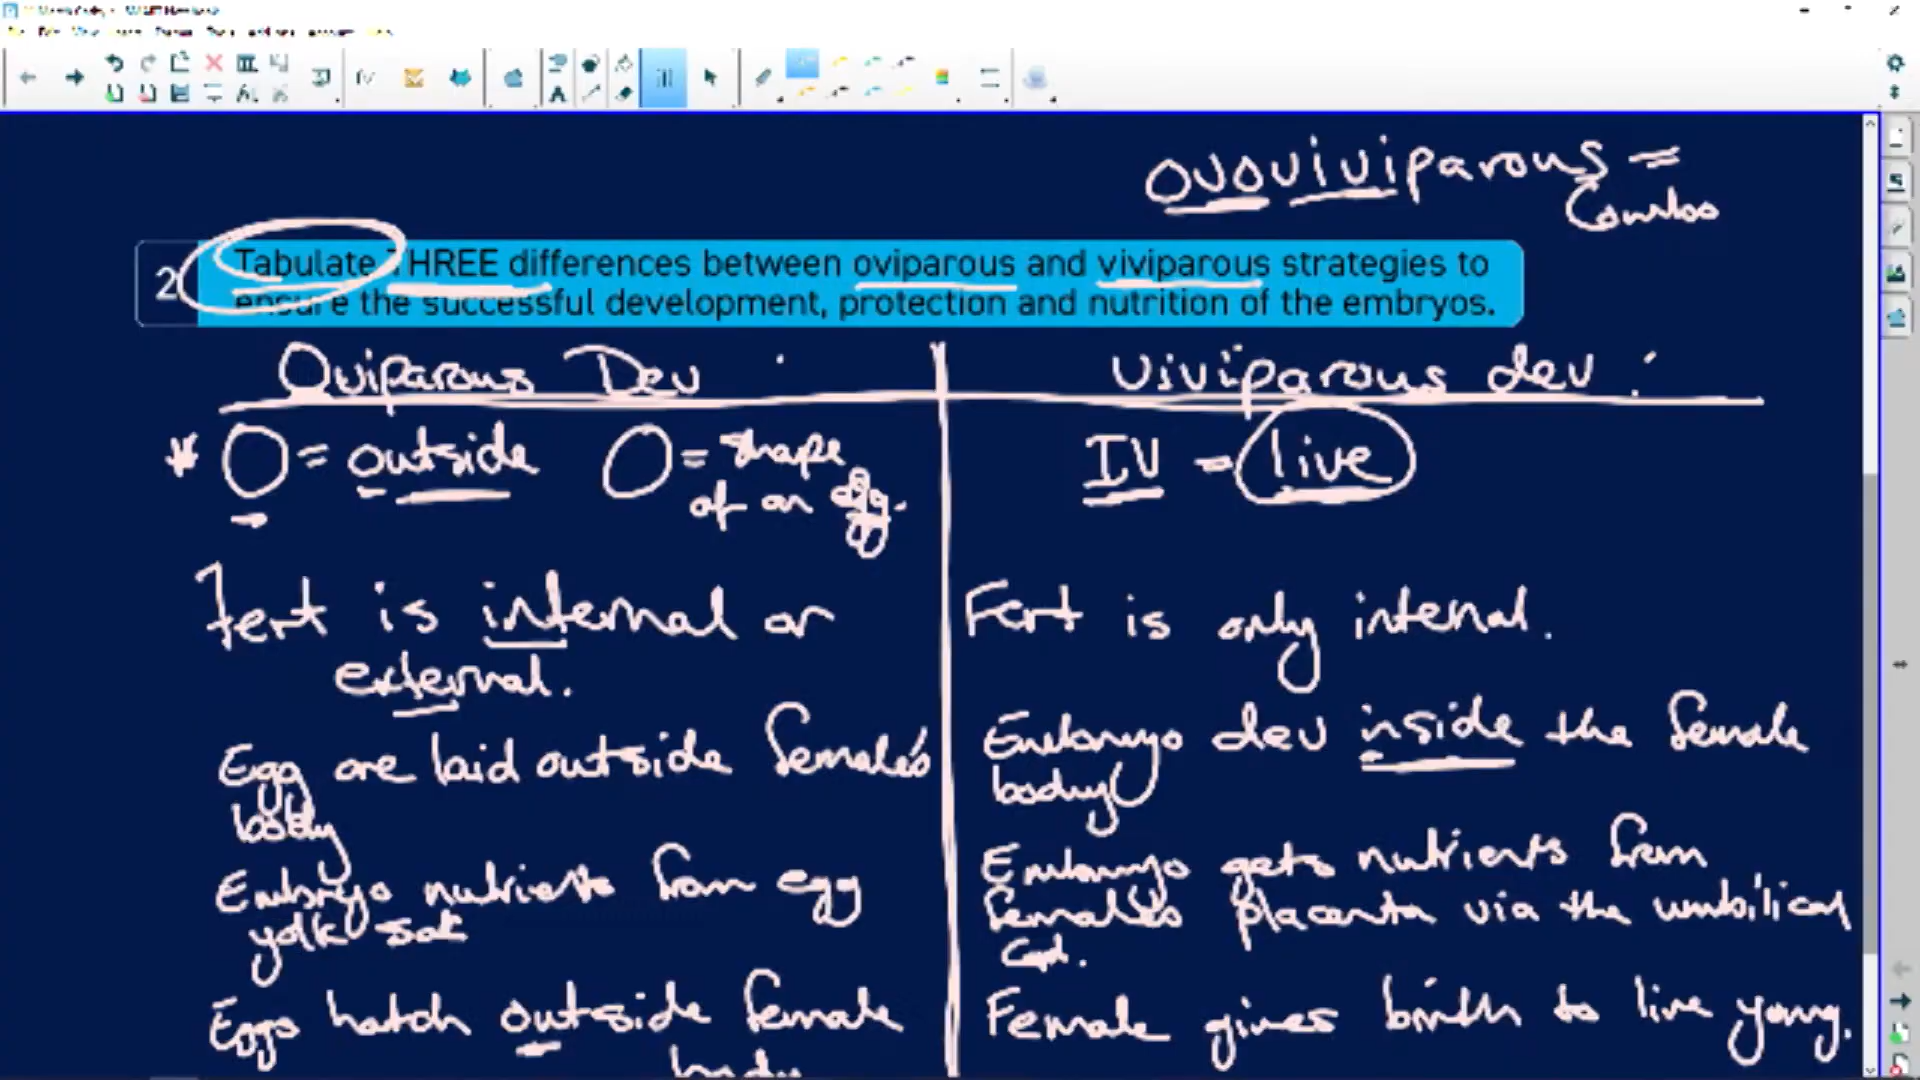 ovoviviparous =
Combo
2 Tabulate THREE differences between oviparous and viviparous strategies to
ensure the successful development, protection and nutrition of the embryos.
Oviparous Dev :
Viviparous dev :
* O = outside O = shape
of an egg.
IV = live
Fert is internal or
external.
Fert is only internal.
Egg are laid outside female's
body
Embryo dev inside the female
body
Embryo nutrients from egg
yolk sak
Embryo gets nutrients from
female's placenta via the umbilical
Cord.
Eggs hatch outside female
body
Female gives birth to live young.